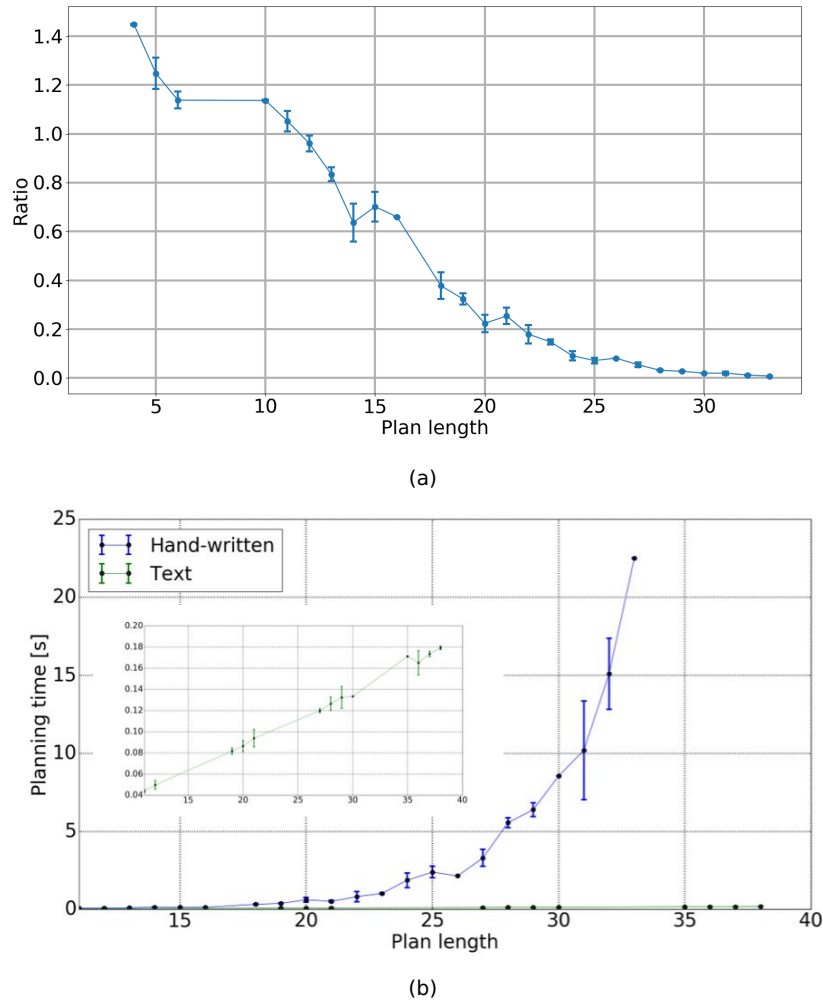 1.4
1.2
1.0
0.8
0.6
0.4
0.2
0.0
Ratio
5 10 15 20 25 30
Plan length
(a)
25
20
15
10
5
0
Planning time [s]
Hand-written
Text
0.20
0.18
0.16
0.14
0.12
0.10
0.08
0.06
0.04
15 20 25 30 35 40
15 20 25 30 35 40
Plan length
(b)